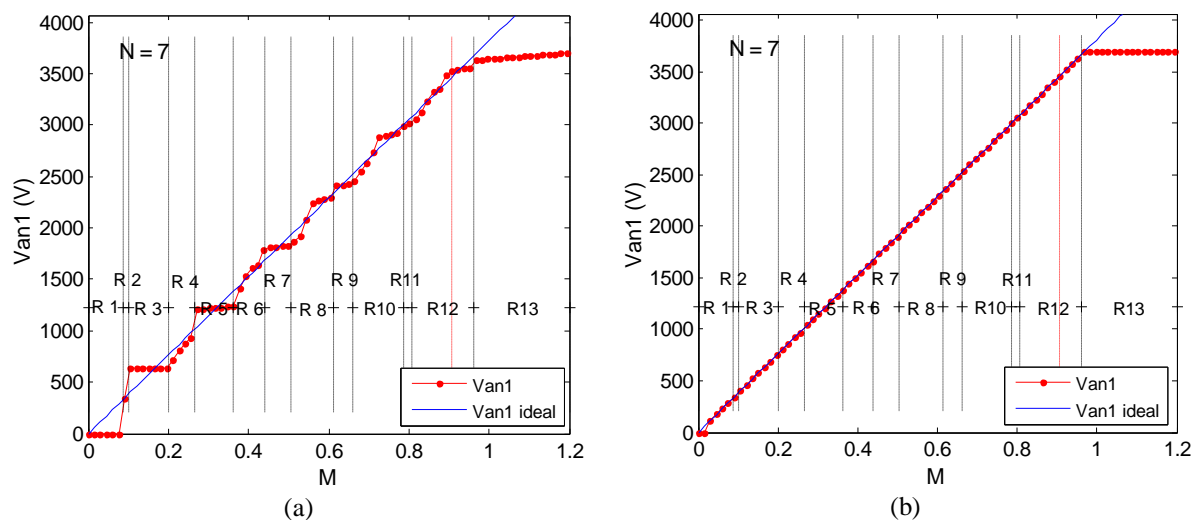 4000
3500
3000
2500
2000
1500
1000
500
0
Van1 (V)
N = 7
R 1
R 2
R 3
R 4
R 5
R 6
R 7
R 8
R 9
R10
R11
R12
R13
Van1
Van1 ideal
0 0.2 0.4 0.6 0.8 1 1.2
M
(a)
4000
3500
3000
2500
2000
1500
1000
500
0
Van1 (V)
N = 7
R 1
R 2
R 3
R 4
R 5
R 6
R 7
R 8
R 9
R10
R11
R12
R13
Van1
Van1 ideal
0 0.2 0.4 0.6 0.8 1 1.2
M
(b)